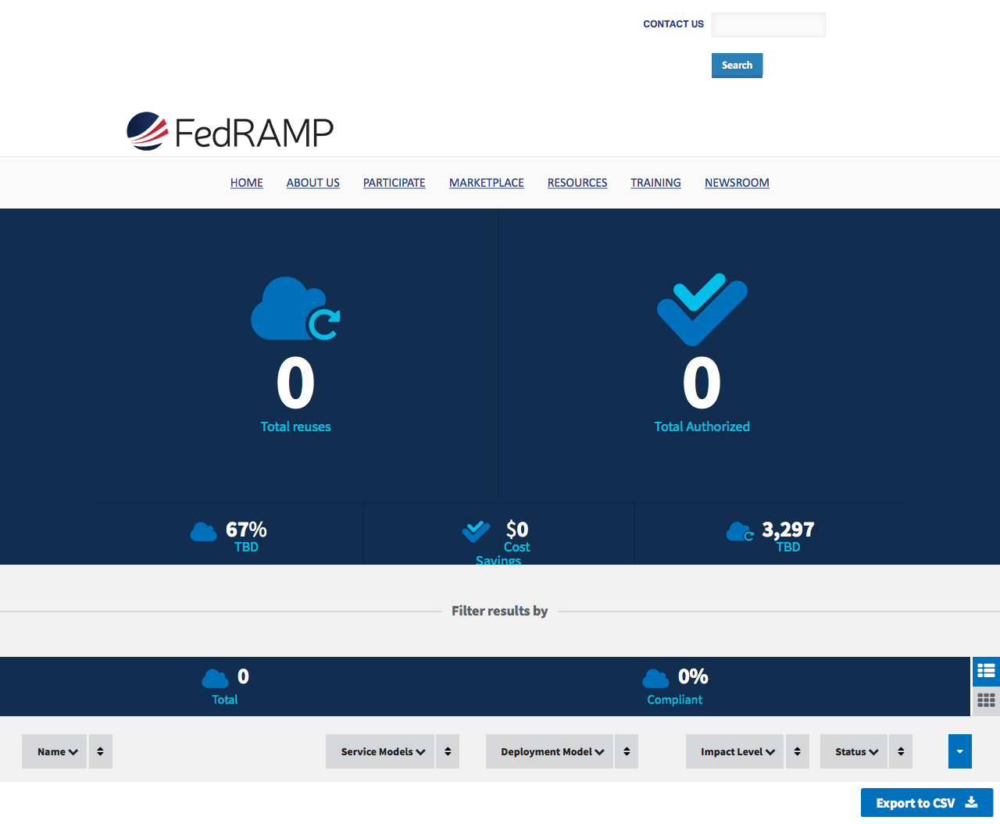 CONTACT US
Search
FedRAMP
HOME ABOUT US PARTICIPATE MARKETPLACE RESOURCES TRAINING NEWSROOM
0
Total reuses
0
Total Authorized
67%
TBD
$0
Cost
Savings
3,297
TBD
Filter results by
0
Total
0%
Compliant
Name Service Models Deployment Model Impact Level Status
Export to CSV